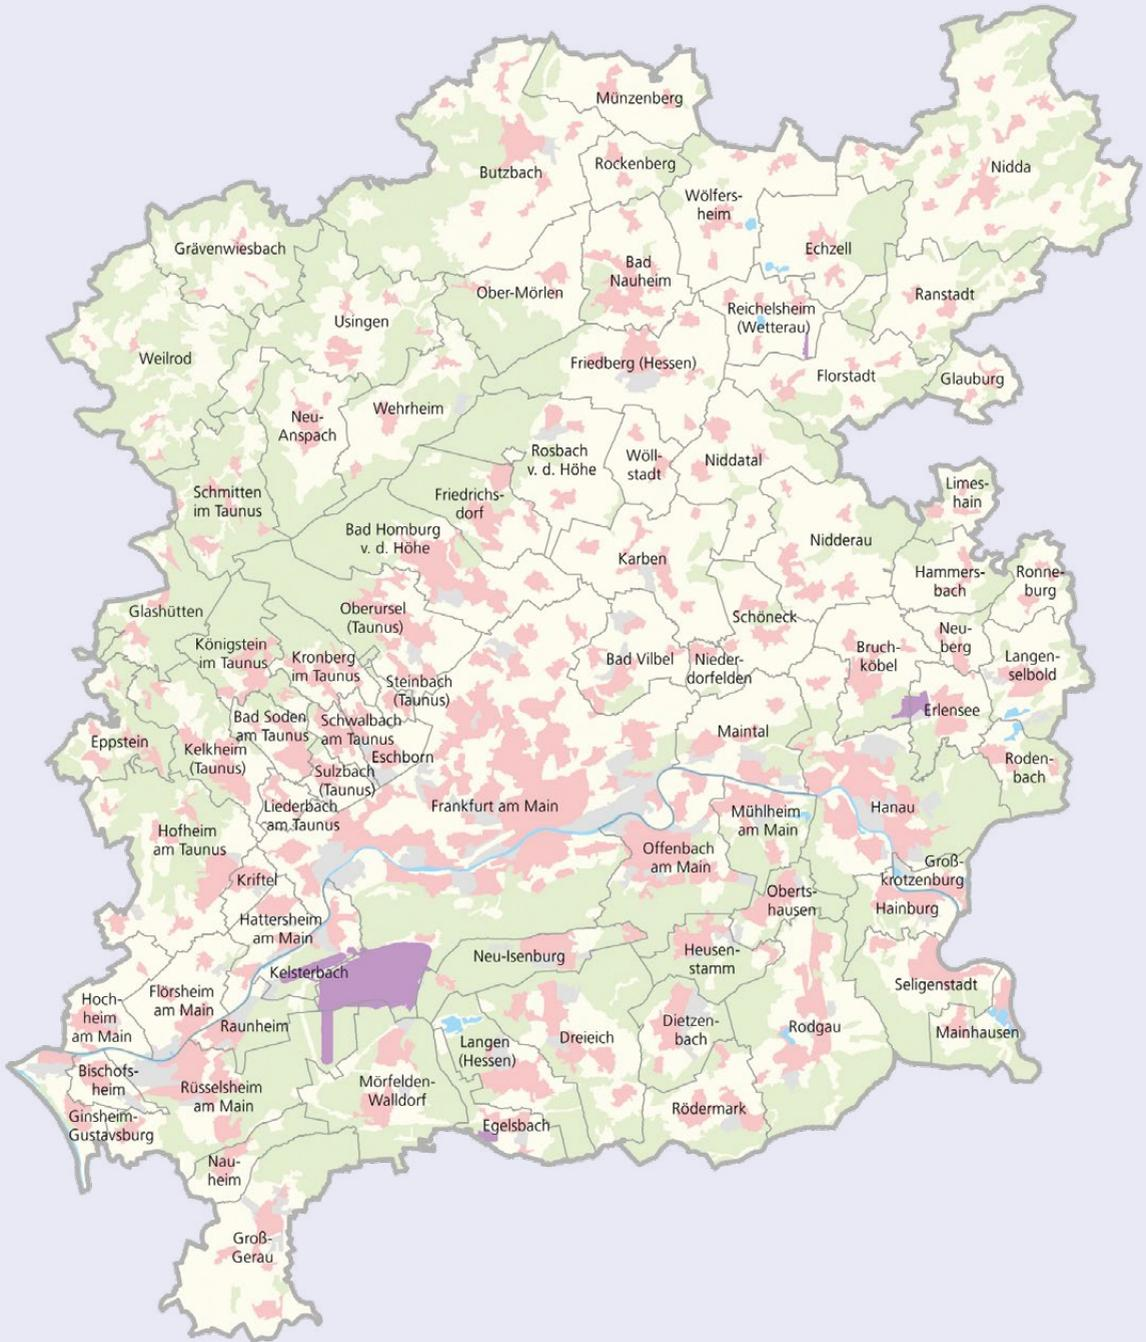 Münzenberg
Butzbach
Rockenberg
Nidda
Wölfers-
heim
Grävenwiesbach
Echzell
Bad
Nauheim
Ober-Mörlen
Ranstadt
Usingen
Reichelsheim
(Wetterau)
Weilrod
Friedberg (Hessen)
Florstadt
Glauburg
Neu-
Anspach
Wehrheim
Rosbach
v. d. Höhe
Wöll-
stadt
Niddatal
Schmitten
im Taunus
Friedrichs-
dorf
Limes-
hain
Bad Homburg
v. d. Höhe
Karben
Nidderau
Hammers-
bach
Ronne-
burg
Glashütten
Oberursel
(Taunus)
Schöneck
Königstein
im Taunus
Kronberg
im Taunus
Steinbach
(Taunus)
Bad Vilbel
Nieder-
dorfelden
Bruch-
köbel
Neu-
berg
Langen-
selbold
Erlensee
Eppstein
Bad Soden
am Taunus
Schwalbach
am Taunus
Kelkheim
(Taunus)
Eschborn
Sulzbach
(Taunus)
Maintal
Roden-
bach
Liederbach
am Taunus
Frankfurt am Main
Mühlheim
am Main
Hanau
Hofheim
am Taunus
Offenbach
am Main
Groß-
krotzenburg
Kriftel
Oberts-
hausen
Hainburg
Hattersheim
am Main
Neu-Isenburg
Heusen-
stamm
Kelsterbach
Seligenstadt
Hoch-
heim
am Main
Flörsheim
am Main
Raunheim
Langen
(Hessen)
Dreieich
Dietzen-
bach
Rodgau
Mainhausen
Bischofs-
heim
Rüsselsheim
am Main
Mörfelden-
Walldorf
Rödermark
Ginsheim-
Gustavsburg
Egelsbach
Nau-
heim
Groß-
Gerau